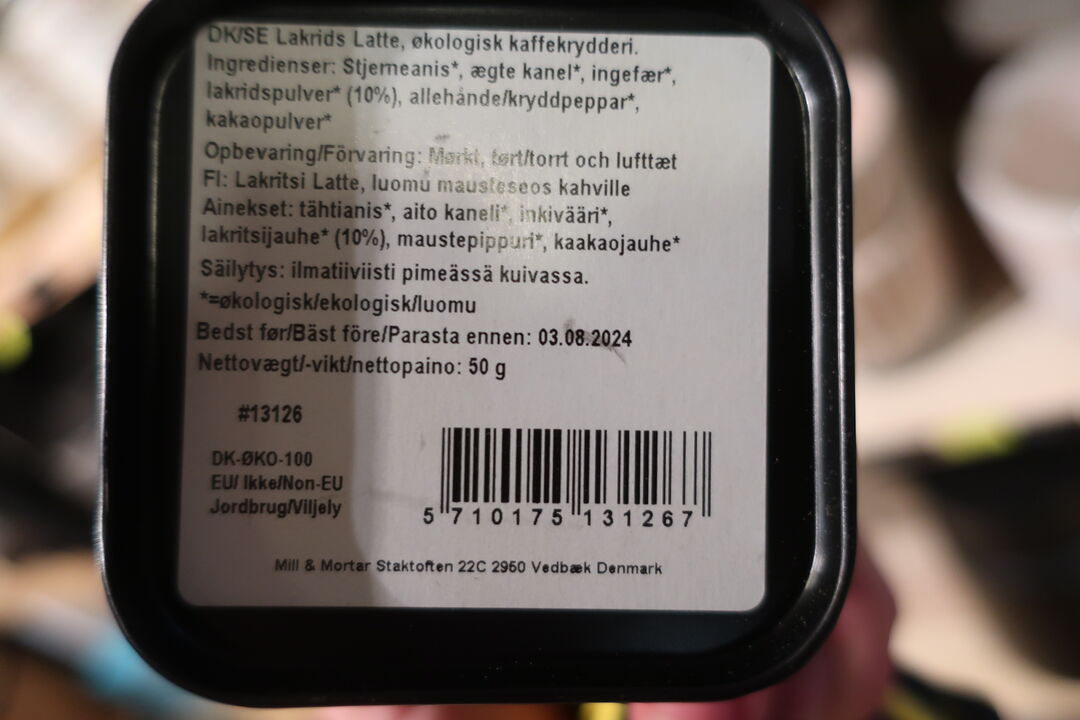 DK/SE Lakrids Latte, økologisk kaffekrydderi.
Ingredienser: Stjerneanis*, ægte kanel*, ingefær*,
lakridspulver* (10%), allehånde/kryddpeppar*,
kakaopulver*
Opbevaring/Förvaring: Mørkt, tørt/torrt och lufttæt
FI: Lakritsi Latte, luomu mausteseos kahville
Ainekset: tähtianis*, aito kaneli*, inkivääri*,
lakritsijauhe* (10%), maustepippuri*, kaakaojauhe*
Säilytys: ilmatiiviisti pimeässä kuivassa.
*=økologisk/ekologisk/luomu
Bedst før/Bäst före/Parasta ennen: 03.08.2024
Nettovægt/-vikt/nettopaino: 50 g
#13126
DK-ØKO-100
EU/ Ikke/Non-EU
Jordbrug/Viljely
5 710175 131267
Mill & Mortar Staktoften 22C 2950 Vedbæk Denmark